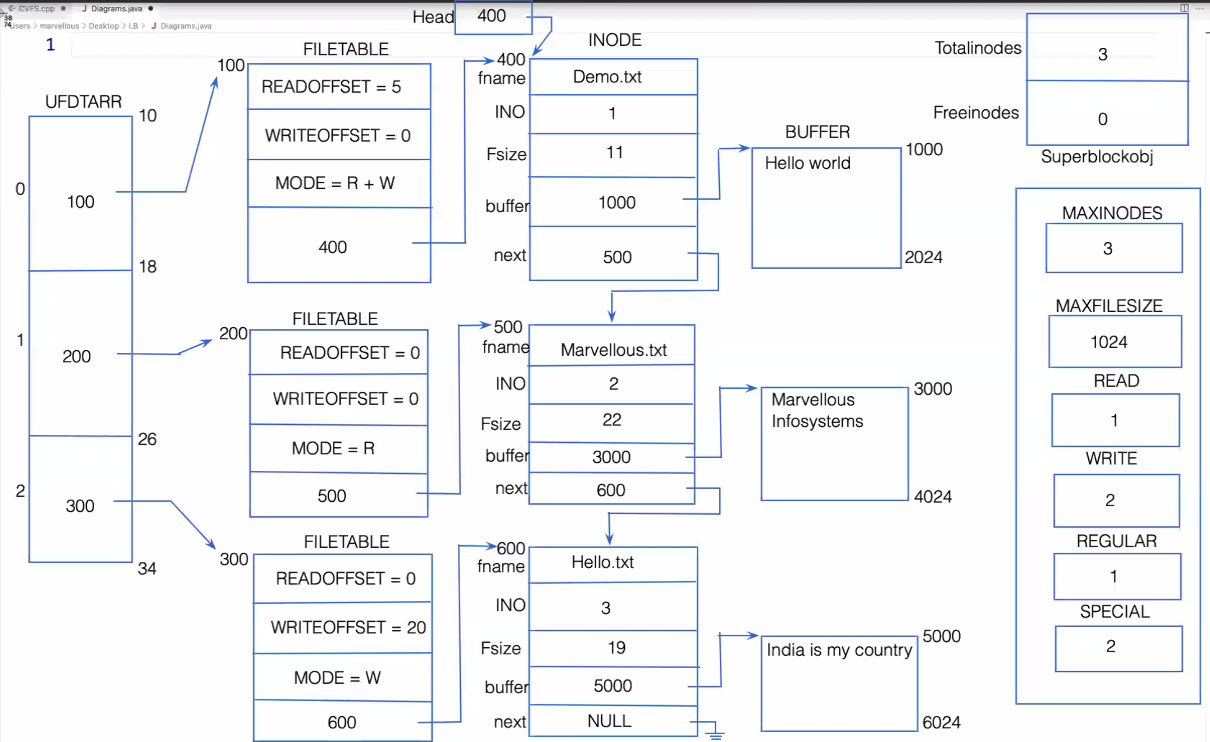 CVFS.cpp
Diagrams.java
Users > marvellous > Desktop > LB > J Diagrams.java
1
Head
400
UFDTARR
10
0
100
18
1
200
26
2
300
34
FILETABLE
100
READOFFSET = 5
WRITEOFFSET = 0
MODE = R + W
400
FILETABLE
200
READOFFSET = 0
WRITEOFFSET = 0
MODE = R
500
FILETABLE
300
READOFFSET = 0
WRITEOFFSET = 20
MODE = W
600
INODE
400
fname
Demo.txt
INO
1
Fsize
11
buffer
1000
next
500
500
fname
Marvellous.txt
INO
2
Fsize
22
buffer
3000
next
600
600
fname
Hello.txt
INO
3
Fsize
19
buffer
5000
next
NULL
BUFFER
1000
Hello world
2024
3000
Marvellous
Infosystems
4024
5000
India is my country
6024
Totalinodes
3
Freeinodes
0
Superblockobj
MAXINODES
3
MAXFILESIZE
1024
READ
1
WRITE
2
REGULAR
1
SPECIAL
2